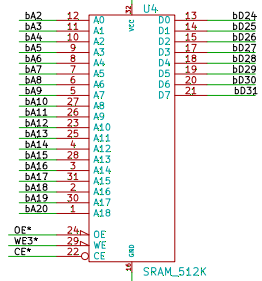 U4
32 VCC
bA2 12 A0 D0 13 bD24
bA3 11 A1 D1 14 bD25
bA4 10 A2 D2 15 bD26
bA5 9 A3 D3 17 bD27
bA6 8 A4 D4 18 bD28
bA7 7 A5 D5 19 bD29
bA8 6 A6 D6 20 bD30
bA9 5 A7 D7 21 bD31
bA10 27 A8
bA11 26 A9
bA12 23 A10
bA13 25 A11
bA14 4 A12
bA15 28 A13
bA16 3 A14
bA17 31 A15
bA18 2 A16
bA19 30 A17
bA20 1 A18
OE* 24 OE
WE3* 29 WE
CE* 22 CE
16 GND
SRAM_512K